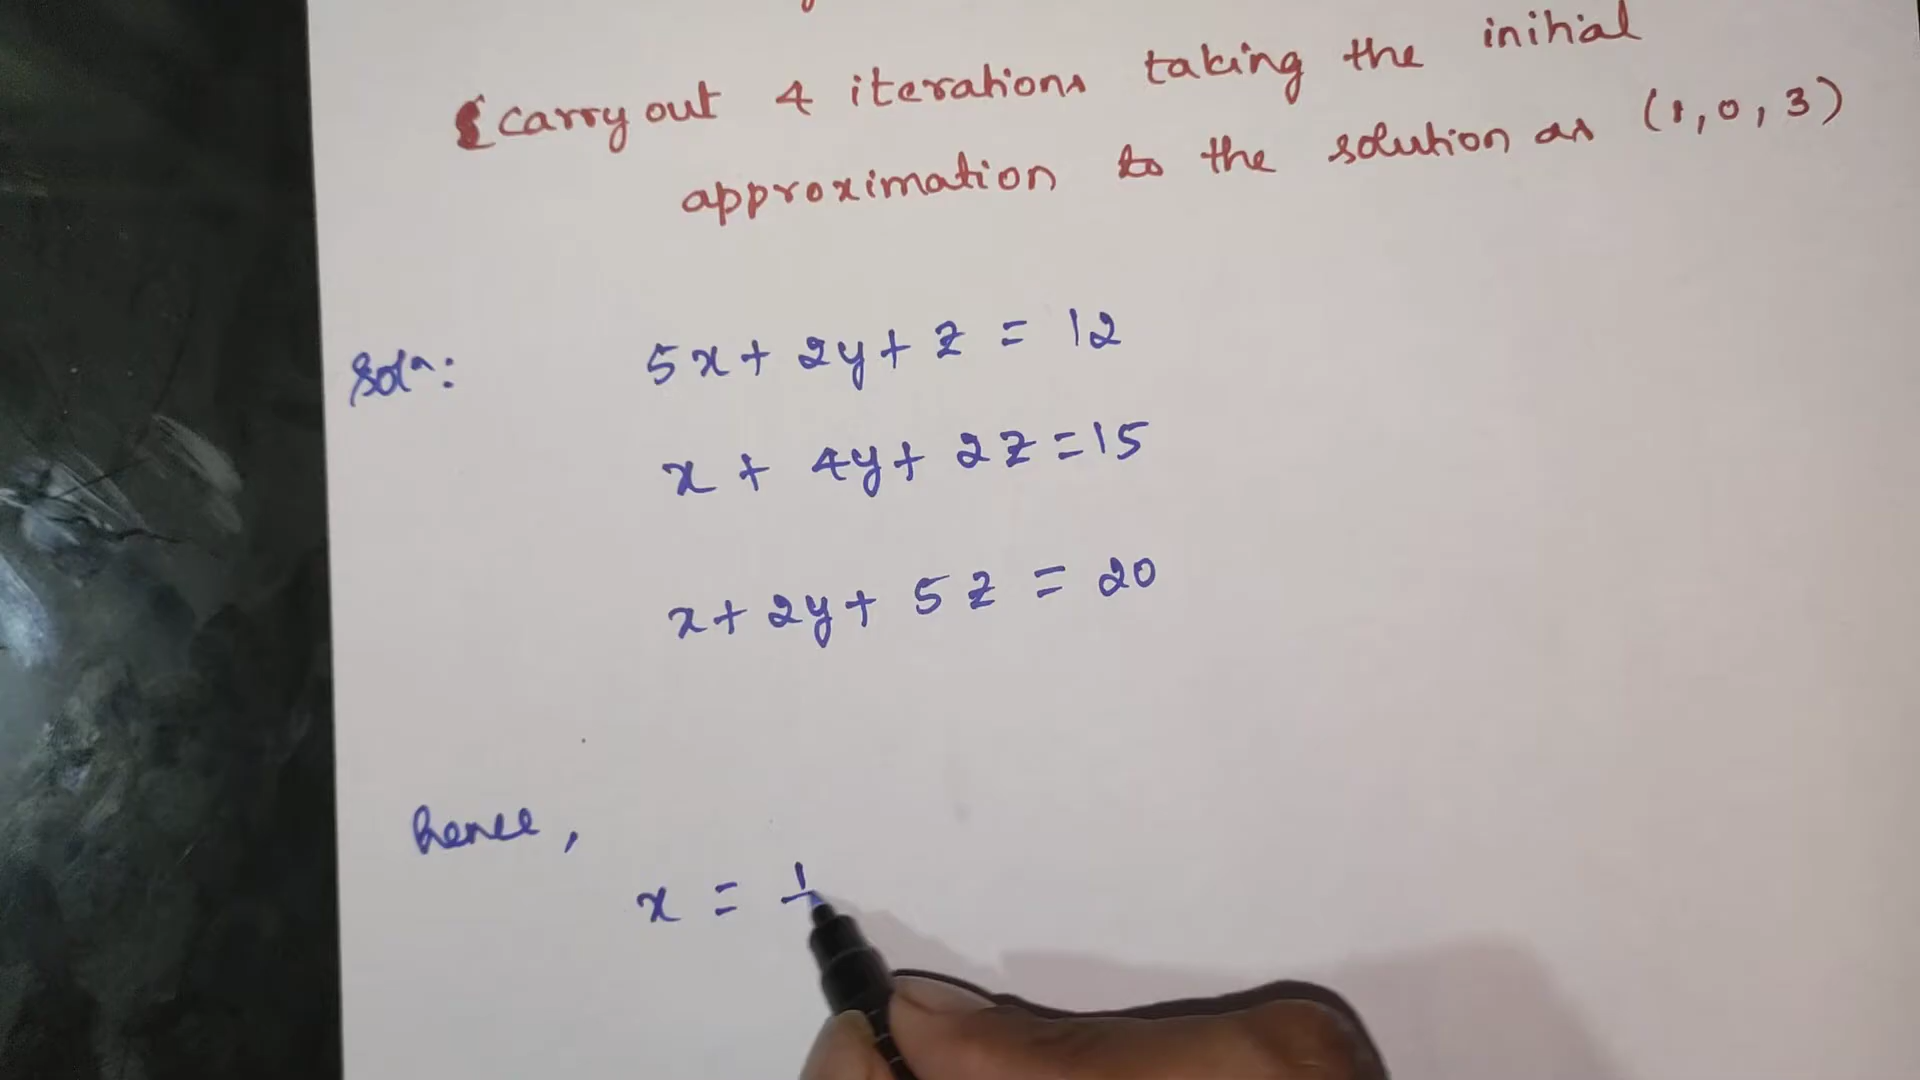 {carry out 4 iterations taking the initial
approximation to the solution as (1, 0, 3)
Soln: 5x + 2y + z = 12
x + 4y + 2z = 15
x + 2y + 5z = 20
hence,
x = 1